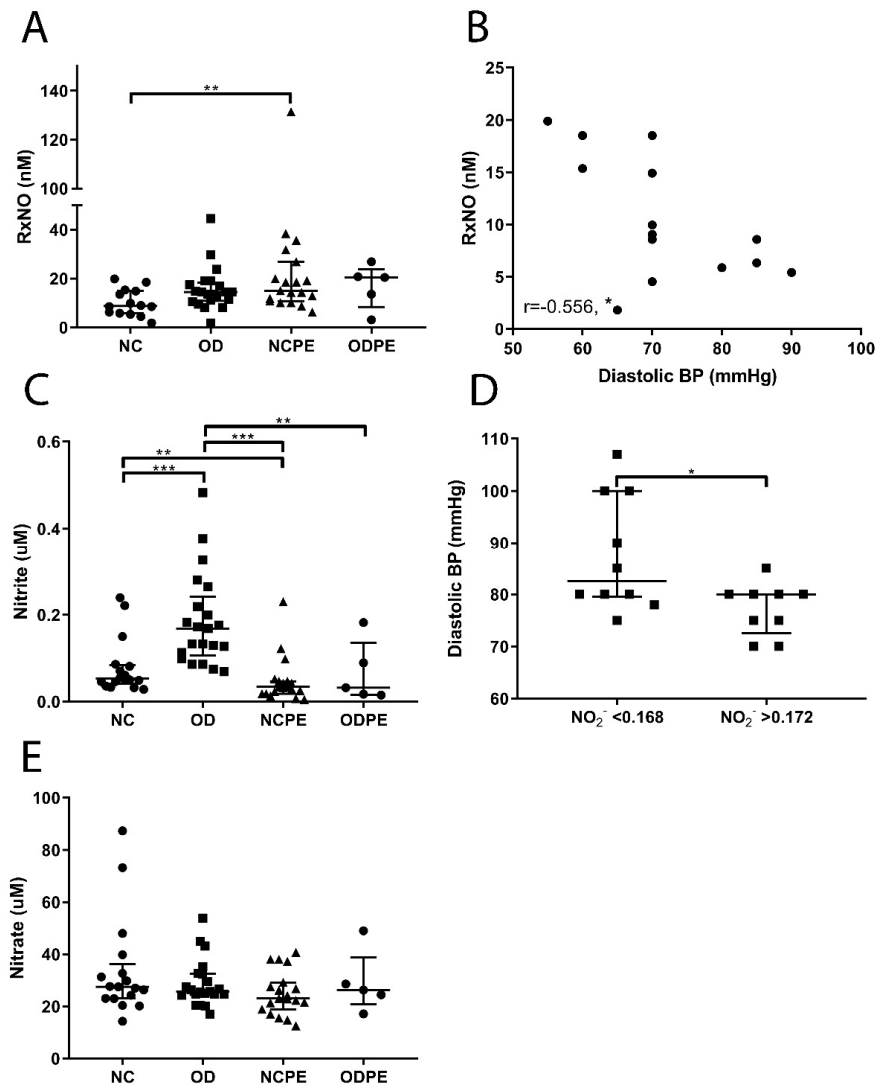 A
RxNO (nM)
140
120
100
40
20
0
**
NC
OD
NCPE
ODPE
B
RxNO (nM)
25
20
15
10
5
0
r=-0.556, *
50
60
70
80
90
100
Diastolic BP (mmHg)
C
Nitrite (uM)
0.6
0.4
0.2
0.0
**
***
**
***
NC
OD
NCPE
ODPE
D
Diastolic BP (mmHg)
110
100
90
80
70
60
*
NO₂⁻ <0.168
NO₂⁻ >0.172
E
Nitrate (uM)
100
80
60
40
20
0
NC
OD
NCPE
ODPE